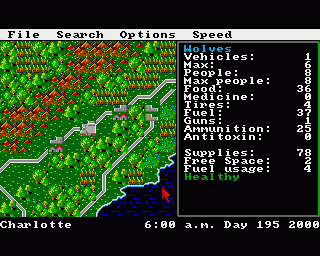 File Search Options Speed
Wolves
Vehicles: 1
Max: 6
People: 8
Max people: 8
Food: 36
Medicine: 0
Tires: 4
Fuel: 37
Guns: 1
Ammunition: 25
Antitoxin: 0
Supplies: 78
Free Space: 2
Fuel usage: 4
Healthy
Charlotte 6:00 a.m. Day 195 2000